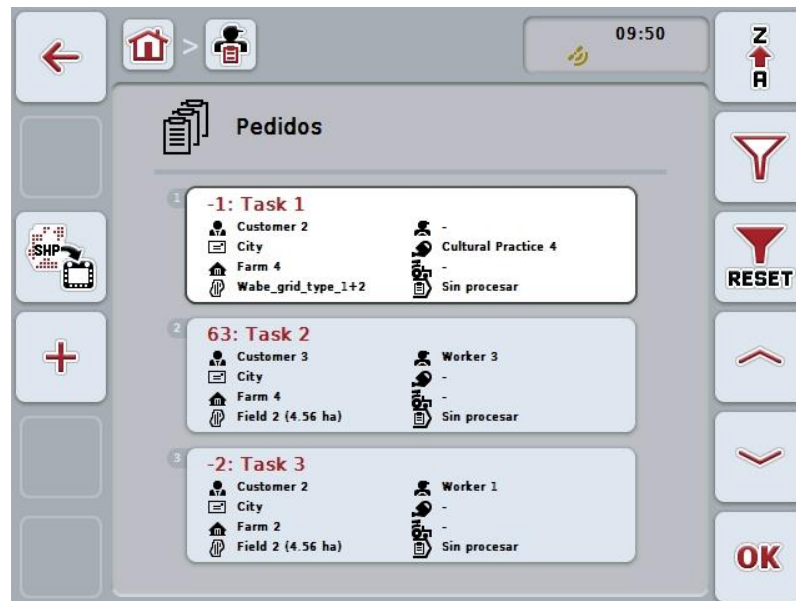 09:50
Z
A
Pedidos
SHP
RESET
1
-1: Task 1
Customer 2
-
City
Cultural Practice 4
Farm 4
-
Wabe_grid_type_1+2
Sin procesar
2
63: Task 2
Customer 3
Worker 3
City
-
Farm 4
-
Field 2 (4.56 ha)
Sin procesar
3
-2: Task 3
Customer 2
Worker 1
City
-
Farm 2
-
Field 2 (4.56 ha)
Sin procesar
OK